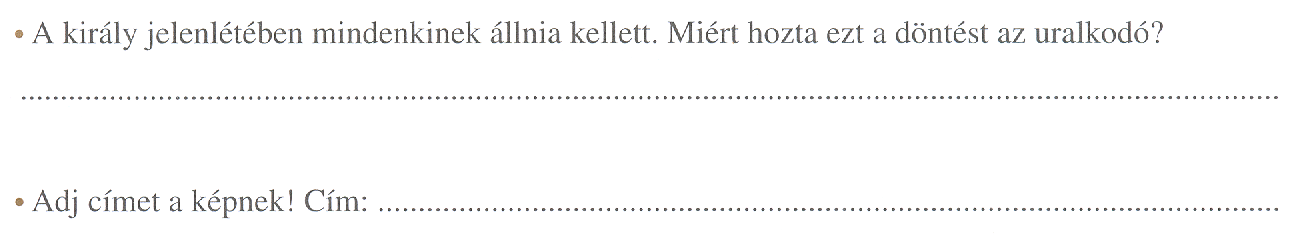 • A király jelenlétében mindenkinek állnia kellett. Miért hozta ezt a döntést az uralkodó?
................................................................................................................................................................
• Adj címet a képnek! Cím: ...................................................................................................................